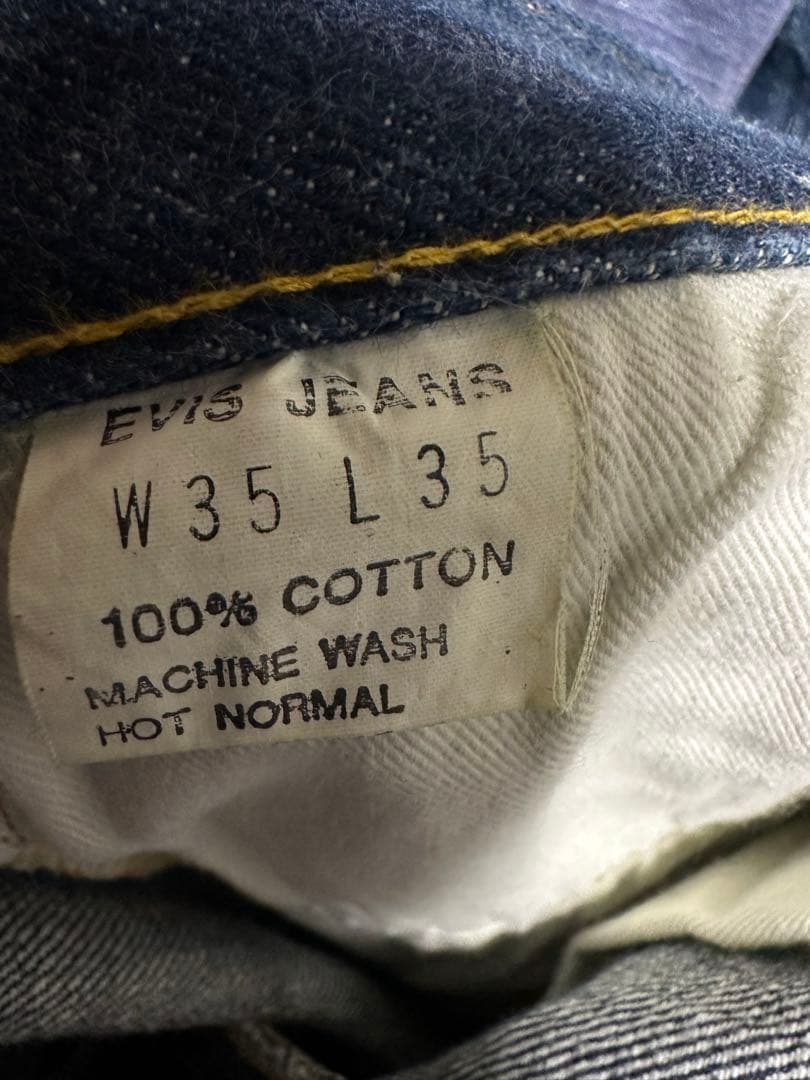 EVIS JEANS
W 35 L 35
100% COTTON
MACHINE WASH
HOT NORMAL